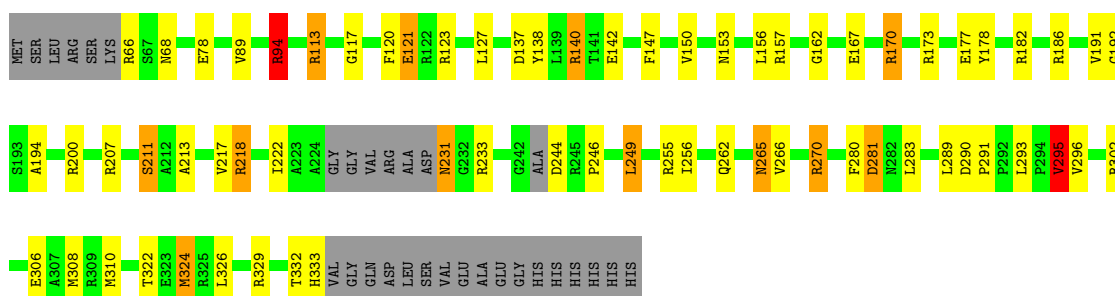 MET SER LEU ARG SER LYS R66 S67 N68 E78 V89 R94 R113 G117 F120 E121 R122 R123 L127 D137 Y138 L139 R140 T141 E142 F147 V150 N153 L156 R157 G162 E167 R170 R173 E177 Y178 R182 R186 V191
S193 A194 R200 R207 S211 A212 A213 V217 R218 I222 A223 A224 GLY GLY VAL ARG ALA ASP N231 G232 R233 G242 ALA D244 R245 P246 L249 R255 I256 Q262 N265 V266 R270 F280 D281 N282 L283 L289 D290 P291 P292 L293 P294 V295 V296
E306 A307 M308 R309 M310 T322 E323 M324 R325 L326 R329 T332 H333 VAL GLY GLN ASP LEU SER VAL GLU ALA GLU GLY HIS HIS HIS HIS HIS HIS